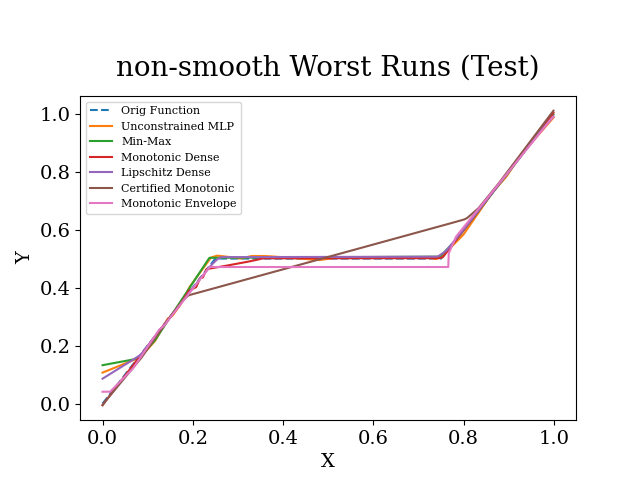 non-smooth Worst Runs (Test)
Orig Function
Unconstrained MLP
Min-Max
Monotonic Dense
Lipschitz Dense
Certified Monotonic
Monotonic Envelope
1.0
0.8
0.6
0.4
0.2
0.0
Y
0.0 0.2 0.4 0.6 0.8 1.0
X